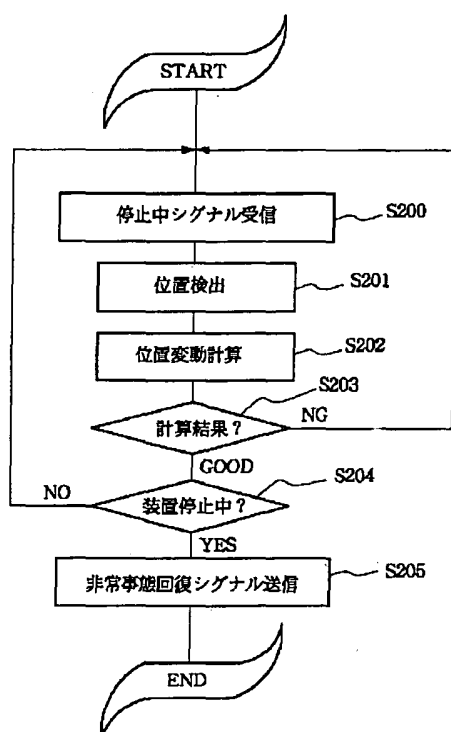 START
停止中シグナル受信
S200
位置検出
S201
位置変動計算
S202
計算結果?
S203
NG
GOOD
装置停止中?
S204
NO
YES
非常事態回復シグナル送信
S205
END